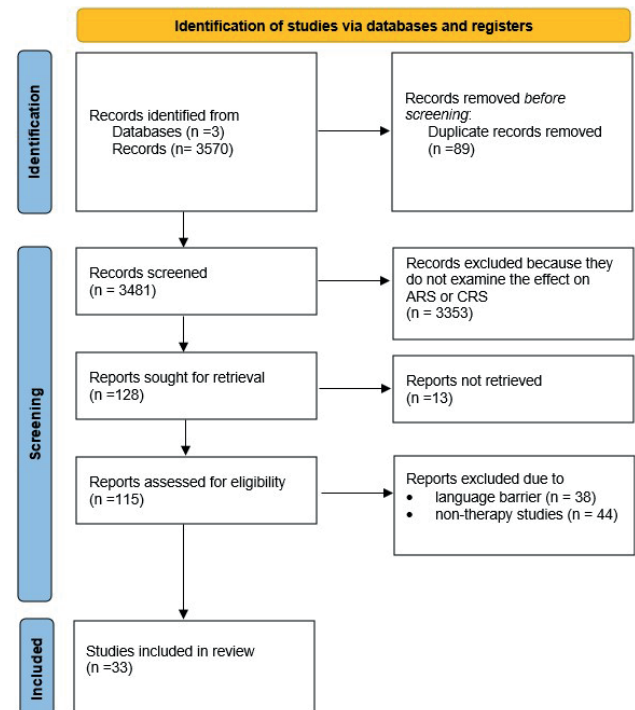 Identification of studies via databases and registers
Identification
Records identified from
Databases (n =3)
Records (n= 3570)
Records removed before
screening:
Duplicate records removed
(n =89)
Screening
Records screened
(n = 3481)
Records excluded because they
do not examine the effect on
ARS or CRS
(n = 3353)
Reports sought for retrieval
(n =128)
Reports not retrieved
(n =13)
Reports assessed for eligibility
(n =115)
Reports excluded due to
• language barrier (n = 38)
• non-therapy studies (n = 44)
Included
Studies included in review
(n =33)